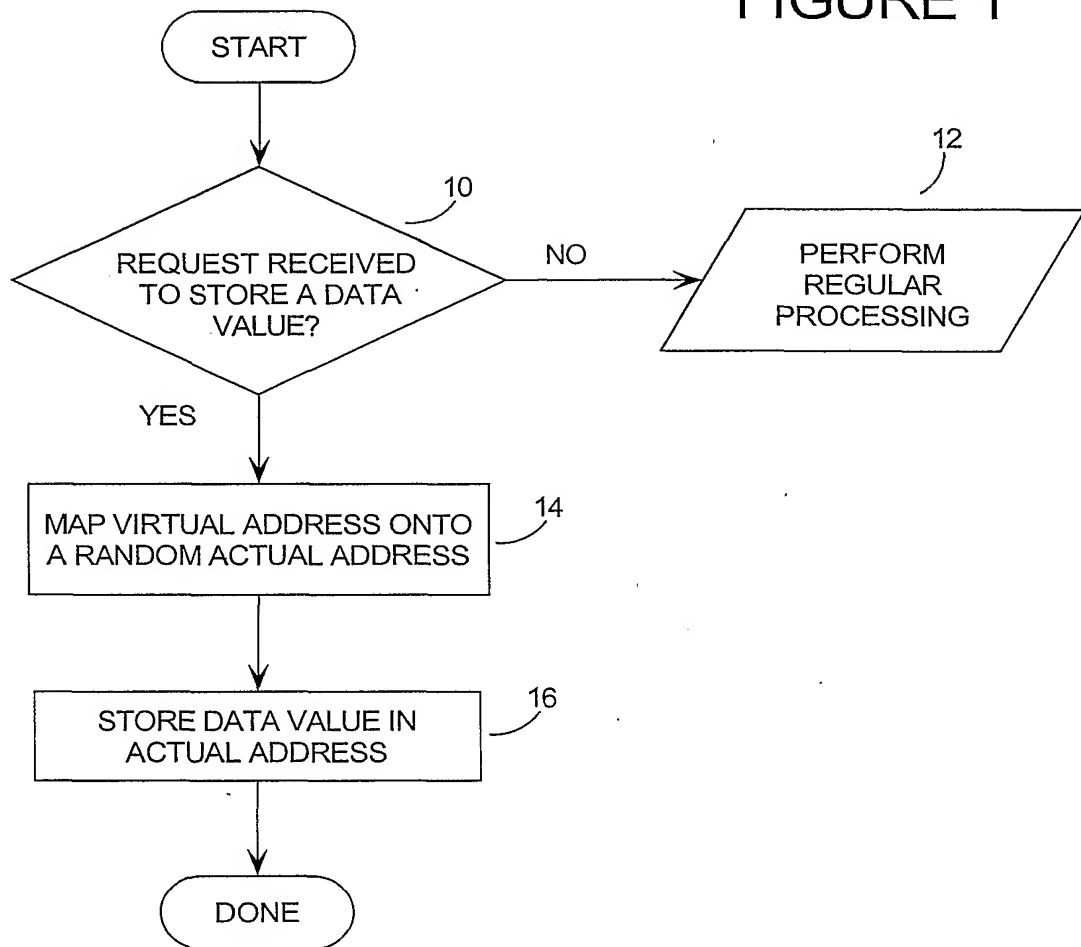 FIGURE 1
START
10
12
REQUEST RECEIVED
TO STORE A DATA
VALUE?
NO
PERFORM
REGULAR
PROCESSING
YES
MAP VIRTUAL ADDRESS ONTO
A RANDOM ACTUAL ADDRESS
14
STORE DATA VALUE IN
ACTUAL ADDRESS
16
DONE